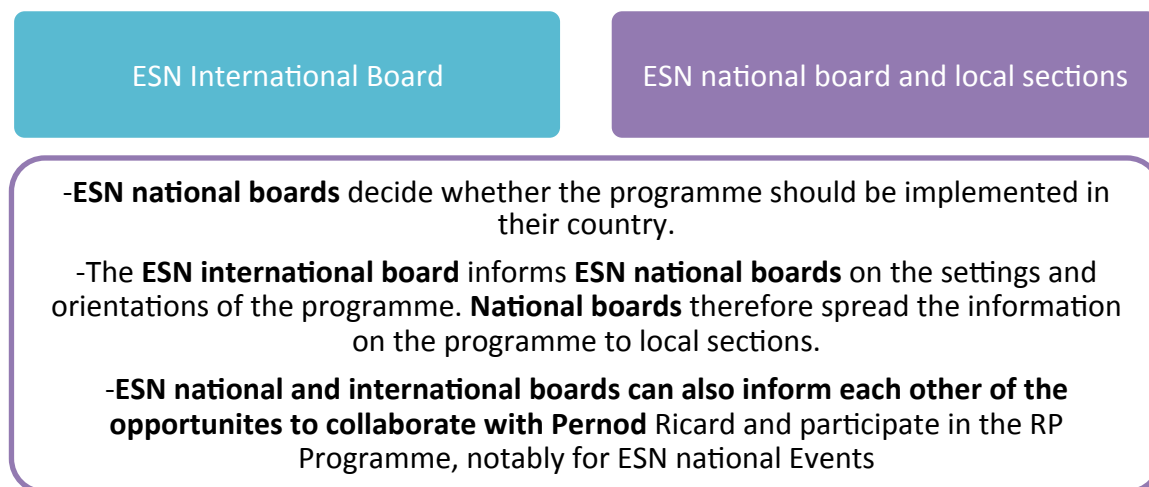 ESN International Board
ESN national board and local sections
-ESN national boards decide whether the programme should be implemented in
their country.
-The ESN international board informs ESN national boards on the settings and
orientations of the programme. National boards therefore spread the information
on the programme to local sections.
-ESN national and international boards can also inform each other of the
opportunites to collaborate with Pernod Ricard and participate in the RP
Programme, notably for ESN national Events